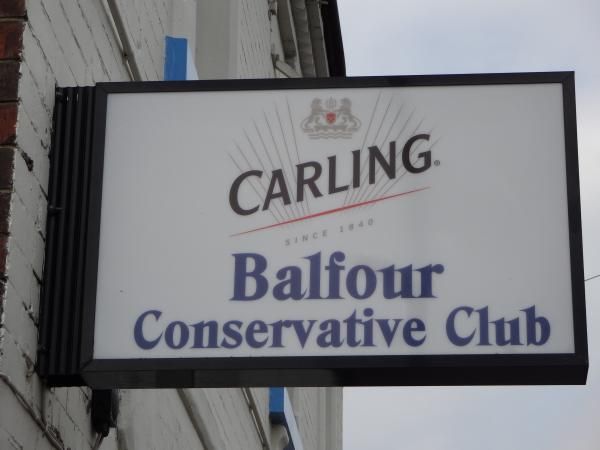 CARLING
SINCE 1840
Balfour
Conservative Club